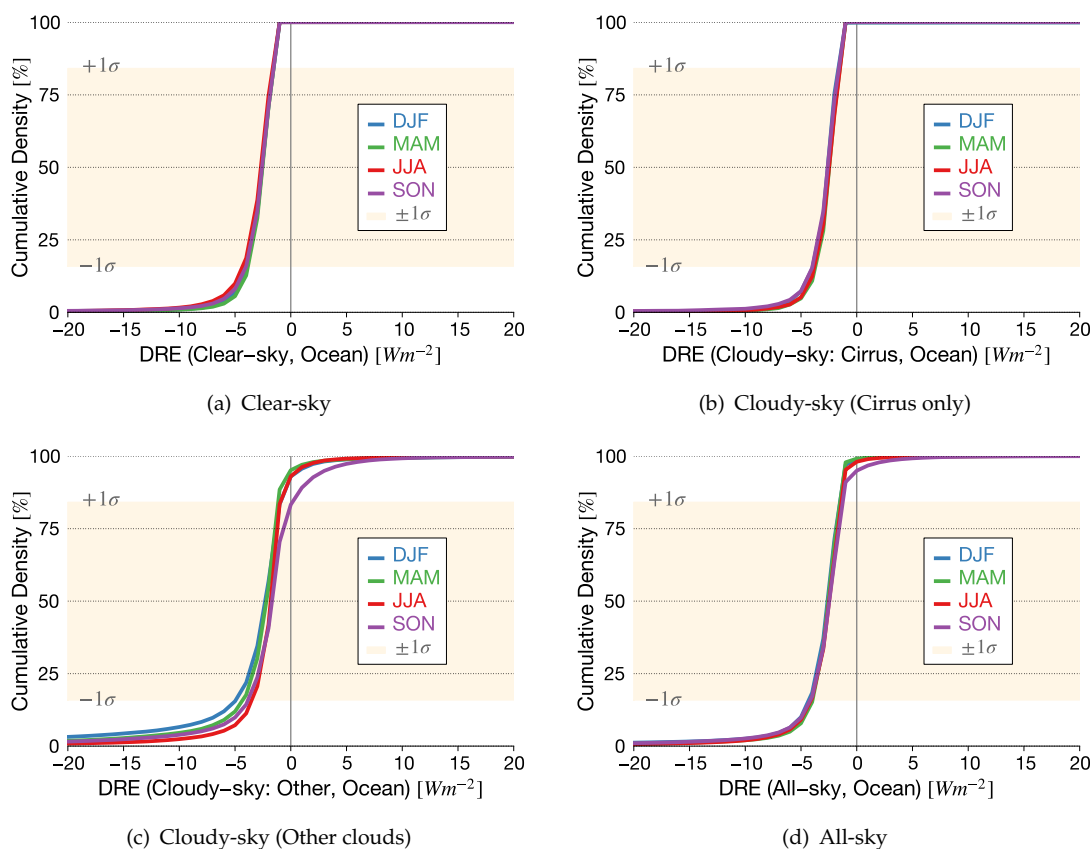 100
75
50
25
0
Cumulative Density [%]
+1σ
−1σ
DJF
MAM
JJA
SON
±1σ
−20 −15 −10 −5 0 5 10 15 20
DRE (Clear−sky, Ocean) [Wm⁻²]
(a) Clear-sky
100
75
50
25
0
Cumulative Density [%]
+1σ
−1σ
DJF
MAM
JJA
SON
±1σ
−20 −15 −10 −5 0 5 10 15 20
DRE (Cloudy−sky: Cirrus, Ocean) [Wm⁻²]
(b) Cloudy-sky (Cirrus only)
100
75
50
25
0
Cumulative Density [%]
+1σ
−1σ
DJF
MAM
JJA
SON
±1σ
−20 −15 −10 −5 0 5 10 15 20
DRE (Cloudy−sky: Other, Ocean) [Wm⁻²]
(c) Cloudy-sky (Other clouds)
100
75
50
25
0
Cumulative Density [%]
+1σ
−1σ
DJF
MAM
JJA
SON
±1σ
−20 −15 −10 −5 0 5 10 15 20
DRE (All−sky, Ocean) [Wm⁻²]
(d) All-sky